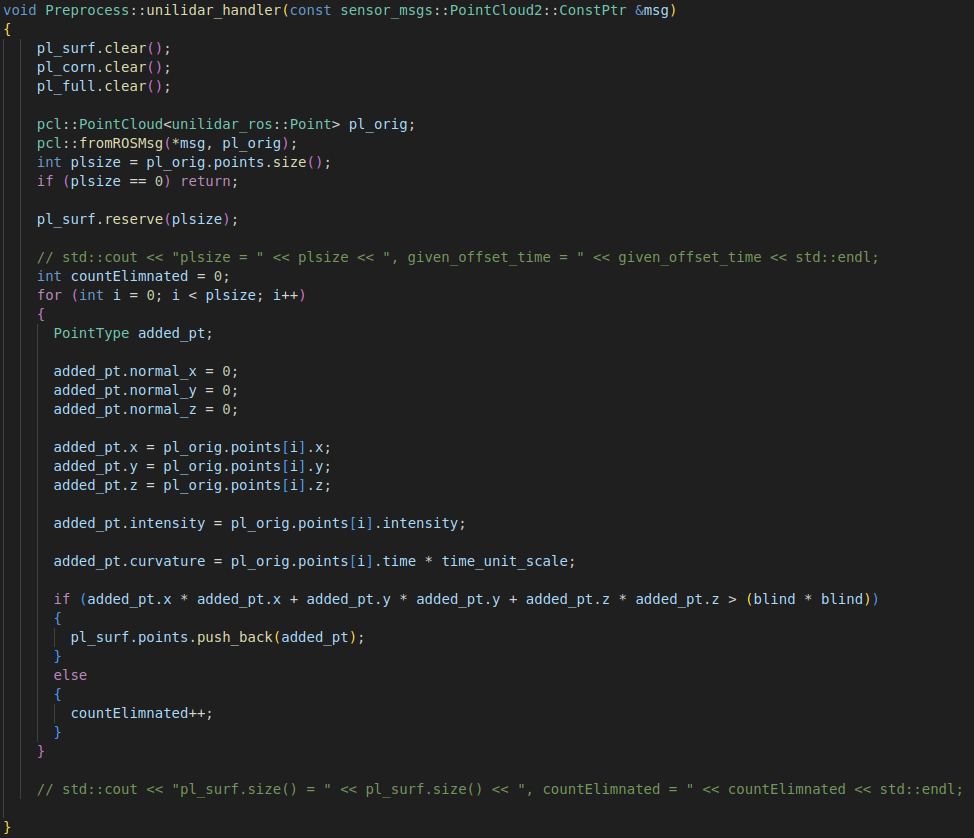 void Preprocess::unilidar_handler(const sensor_msgs::PointCloud2::ConstPtr &msg)
{
    pl_surf.clear();
    pl_corn.clear();
    pl_full.clear();

    pcl::PointCloud<unilidar_ros::Point> pl_orig;
    pcl::fromROSMsg(*msg, pl_orig);
    int plsize = pl_orig.points.size();
    if (plsize == 0) return;

    pl_surf.reserve(plsize);

    // std::cout << "plsize = " << plsize << ", given_offset_time = " << given_offset_time << std::endl;
    int countElimnated = 0;
    for (int i = 0; i < plsize; i++)
    {
      PointType added_pt;

      added_pt.normal_x = 0;
      added_pt.normal_y = 0;
      added_pt.normal_z = 0;

      added_pt.x = pl_orig.points[i].x;
      added_pt.y = pl_orig.points[i].y;
      added_pt.z = pl_orig.points[i].z;

      added_pt.intensity = pl_orig.points[i].intensity;

      added_pt.curvature = pl_orig.points[i].time * time_unit_scale;

      if (added_pt.x * added_pt.x + added_pt.y * added_pt.y + added_pt.z * added_pt.z > (blind * blind))
      {
        pl_surf.points.push_back(added_pt);
      }
      else
      {
        countElimnated++;
      }
    }

    // std::cout << "pl_surf.size() = " << pl_surf.size() << ", countElimnated = " << countElimnated << std::endl;

}